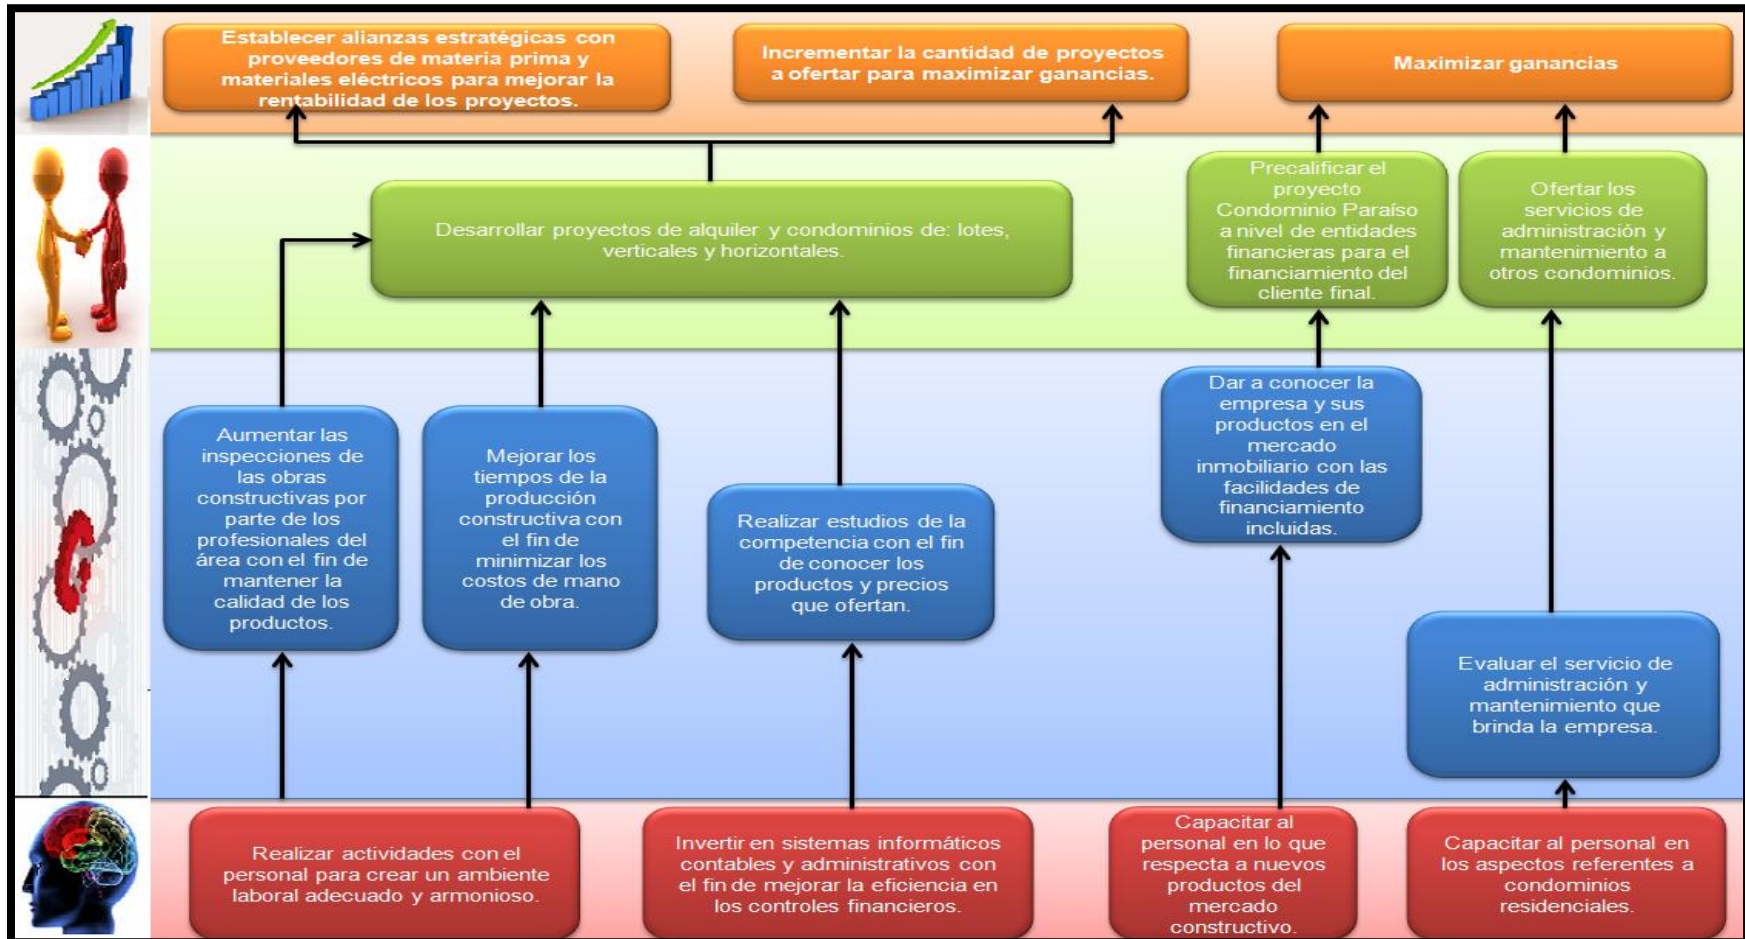 Establecer alianzas estratégicas con
proveedores de materia prima y
materiales eléctricos para mejorar la
rentabilidad de los proyectos.
Incrementar la cantidad de proyectos
a ofertar para maximizar ganancias.
Maximizar ganancias
Desarrollar proyectos de alquiler y condominios de: lotes,
verticales y horizontales.
Precalificar el
proyecto
Condominio Paraíso
a nivel de entidades
financieras para el
financiamiento del
cliente final.
Ofertar los
servicios de
administración y
mantenimiento a
otros condominios.
Aumentar las
inspecciones de
las obras
constructivas por
parte de los
profesionales del
área con el fin de
mantener la
calidad de los
productos.
Mejorar los
tiempos de la
producción
constructiva con
el fin de
minimizar los
costos de mano
de obra.
Realizar estudios de la
competencia con el fin
de conocer los
productos y precios
que ofertan.
Dar a conocer la
empresa y sus
productos en el
mercado
inmobiliario con las
facilidades de
financiamiento
incluidas.
Evaluar el servicio de
administración y
mantenimiento que
brinda la empresa.
Realizar actividades con el
personal para crear un ambiente
laboral adecuado y armonioso.
Invertir en sistemas informáticos
contables y administrativos con
el fin de mejorar la eficiencia en
los controles financieros.
Capacitar al
personal en lo que
respecta a nuevos
productos del
mercado
constructivo.
Capacitar al personal en
los aspectos referentes a
condominios
residenciales.